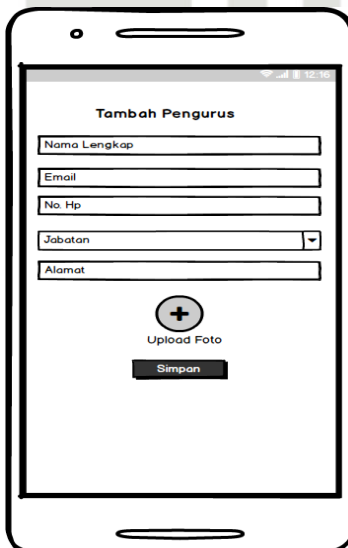 12:16
Tambah Pengurus
Nama Lengkap
Email
No. Hp
Jabatan
Alamat
Upload Foto
Simpan